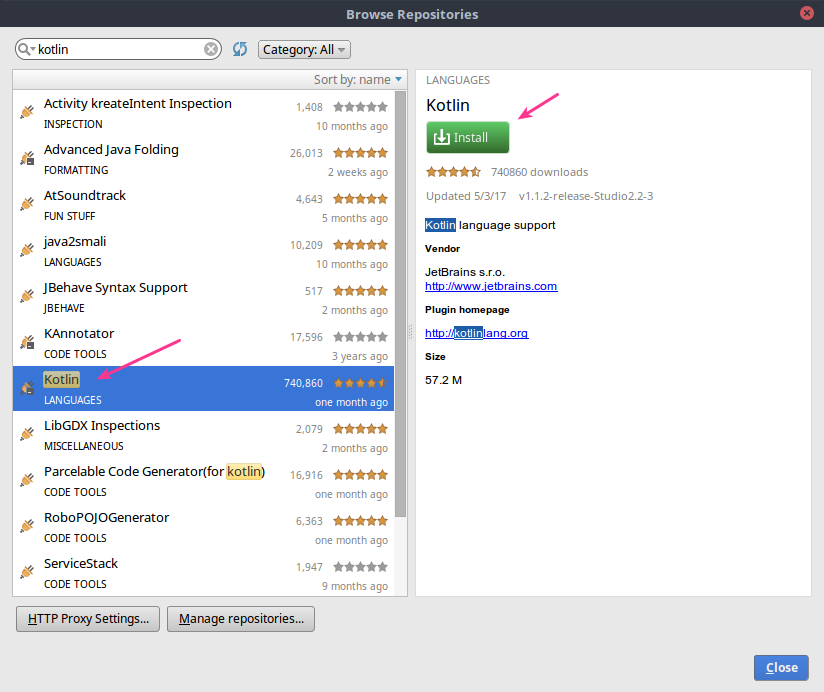 Browse Repositories
kotlin
Category: All
Sort by: name
Activity kreateIntent Inspection 1,408
INSPECTION 10 months ago
Advanced Java Folding 26,013
FORMATTING 2 weeks ago
AtSoundtrack 4,643
FUN STUFF 5 months ago
java2smali 10,209
LANGUAGES 10 months ago
JBehave Syntax Support 517
JBEHAVE 2 months ago
KAnnotator 17,596
CODE TOOLS 3 years ago
Kotlin 740,860
LANGUAGES one month ago
LibGDX Inspections 2,079
MISCELLANEOUS 2 months ago
Parcelable Code Generator(for kotlin) 16,916
CODE TOOLS one month ago
RoboPOJOGenerator 6,363
CODE TOOLS one month ago
ServiceStack 1,947
CODE TOOLS 9 months ago
LANGUAGES
Kotlin
Install
740860 downloads
Updated 5/3/17 v1.1.2-release-Studio2.2-3
Kotlin language support
Vendor
JetBrains s.r.o.
http://www.jetbrains.com
Plugin homepage
http://kotlinlang.org
Size
57.2 M
HTTP Proxy Settings... Manage repositories...
Close